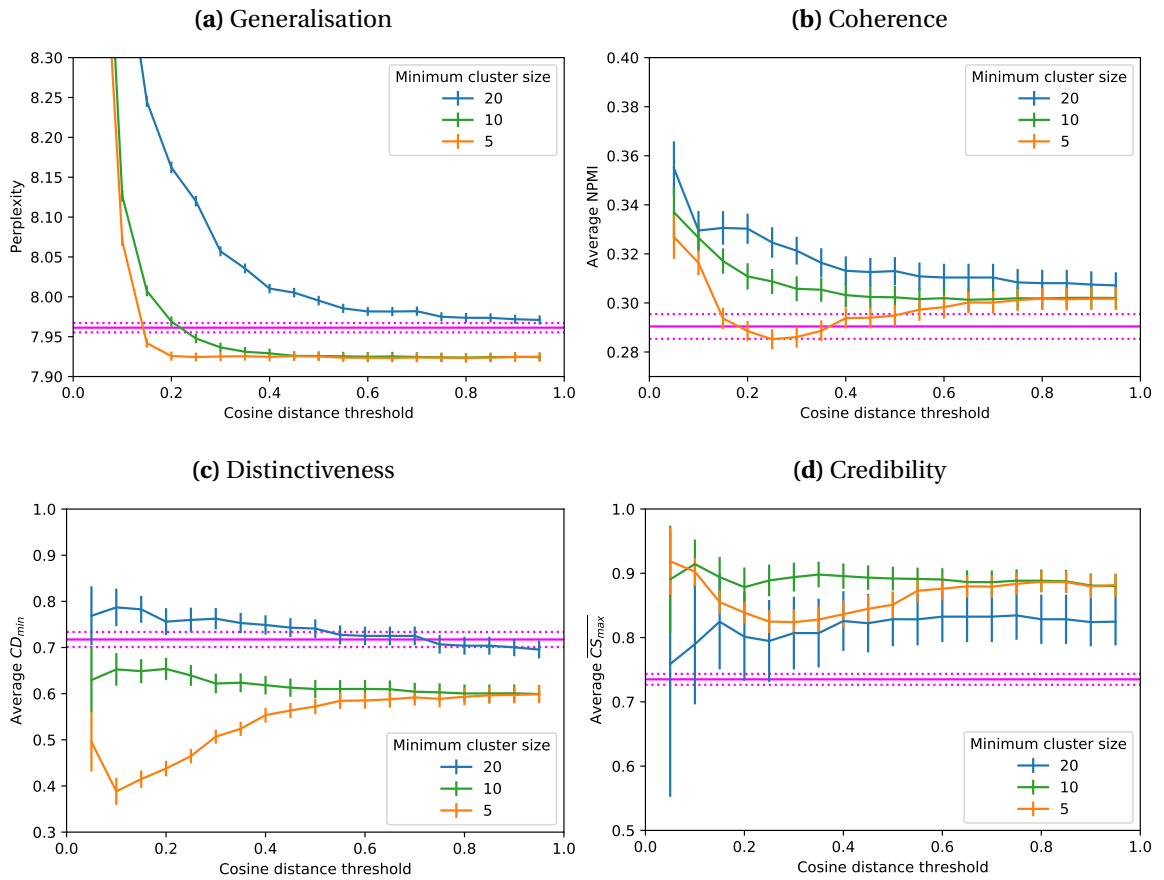 (a) Generalisation
8.30
8.25
8.20
8.15
8.10
8.05
8.00
7.95
7.90
Perplexity
0.0 0.2 0.4 0.6 0.8 1.0
Cosine distance threshold
Minimum cluster size
20
10
5
(b) Coherence
0.40
0.38
0.36
0.34
0.32
0.30
0.28
Average NPMI
0.0 0.2 0.4 0.6 0.8 1.0
Cosine distance threshold
Minimum cluster size
20
10
5
(c) Distinctiveness
1.0
0.9
0.8
0.7
0.6
0.5
0.4
0.3
Average CD_min
0.0 0.2 0.4 0.6 0.8 1.0
Cosine distance threshold
Minimum cluster size
20
10
5
(d) Credibility
1.0
0.9
0.8
0.7
0.6
0.5
Average CS_max
0.0 0.2 0.4 0.6 0.8 1.0
Cosine distance threshold
Minimum cluster size
20
10
5